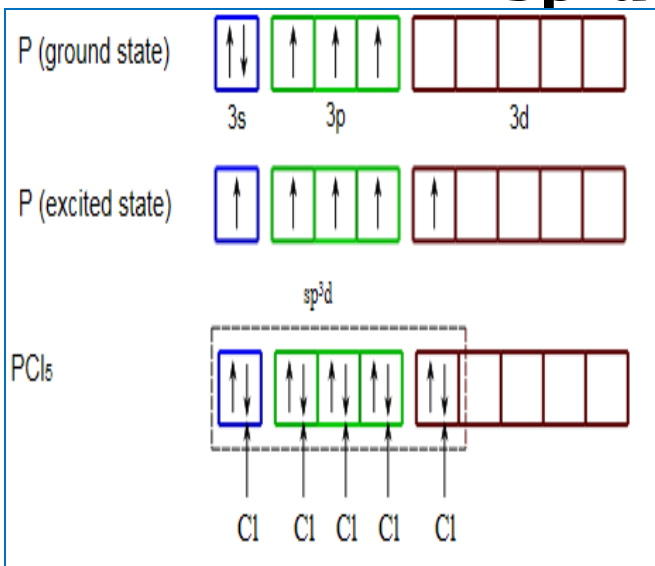 P (ground state)
3s 3p 3d
P (excited state)
sp³d
PCl₅
Cl Cl Cl Cl Cl